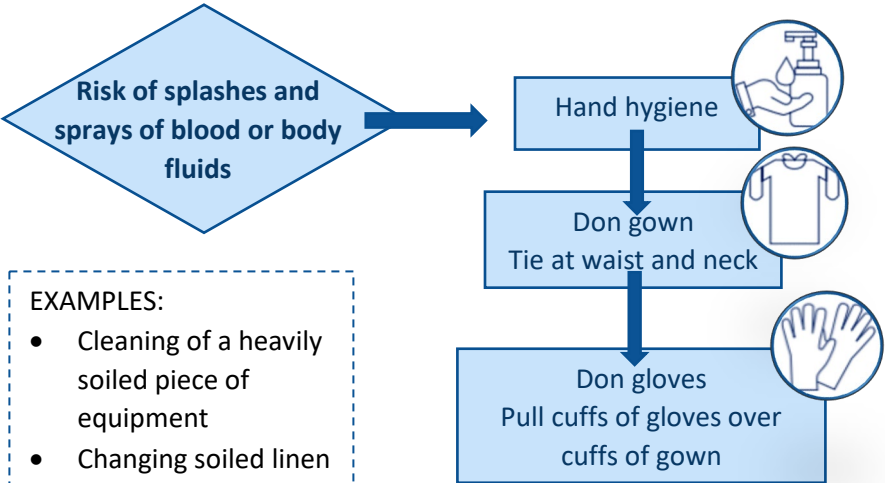 Risk of splashes and
sprays of blood or body
fluids
Hand hygiene
Don gown
Tie at waist and neck
Don gloves
Pull cuffs of gloves over
cuffs of gown
EXAMPLES:
• Cleaning of a heavily
soiled piece of
equipment
• Changing soiled linen